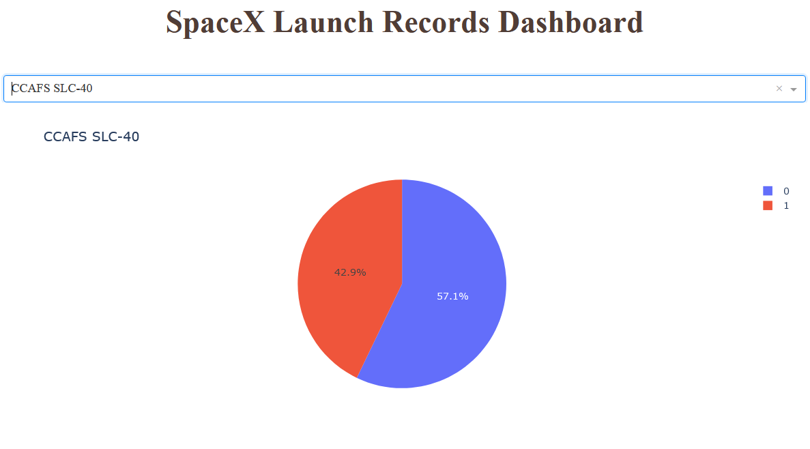 SpaceX Launch Records Dashboard
CCAFS SLC-40
CCAFS SLC-40
0
1
42.9%
57.1%